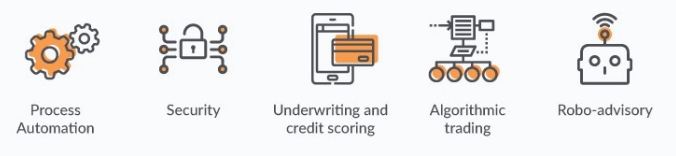 Process
Automation
Security
Underwriting and
credit scoring
Algorithmic
trading
Robo-advisory